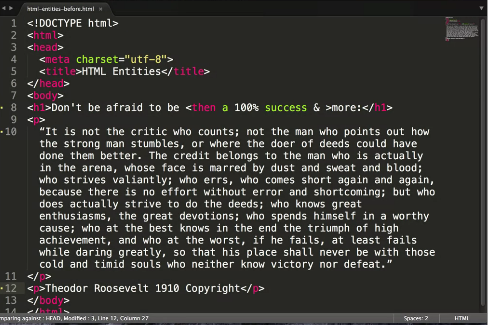 html-entities-before.html
1 <!DOCTYPE html>
2 <html>
3 <head>
4 <meta charset="utf-8">
5 <title>HTML Entities</title>
6 </head>
7 <body>
8 <h1>Don't be afraid to be <then a 100% success & >more:</h1>
9 <p>
10 “It is not the critic who counts; not the man who points out how
the strong man stumbles, or where the doer of deeds could have
done them better. The credit belongs to the man who is actually
in the arena, whose face is marred by dust and sweat and blood;
who strives valiantly; who errs, who comes short again and again,
because there is no effort without error and shortcoming; but who
does actually strive to do the deeds; who knows great
enthusiasms, the great devotions; who spends himself in a worthy
cause; who at the best knows in the end the triumph of high
achievement, and who at the worst, if he fails, at least fails
while daring greatly, so that his place shall never be with those
cold and timid souls who neither know victory nor defeat.”
11 </p>
12 <p>Theodor Roosevelt 1910 Copyright</p>
13 </body>
14 </html>
mparing against : HEAD, Modified : 3, Line 12, Column 27 Spaces: 2 HTML